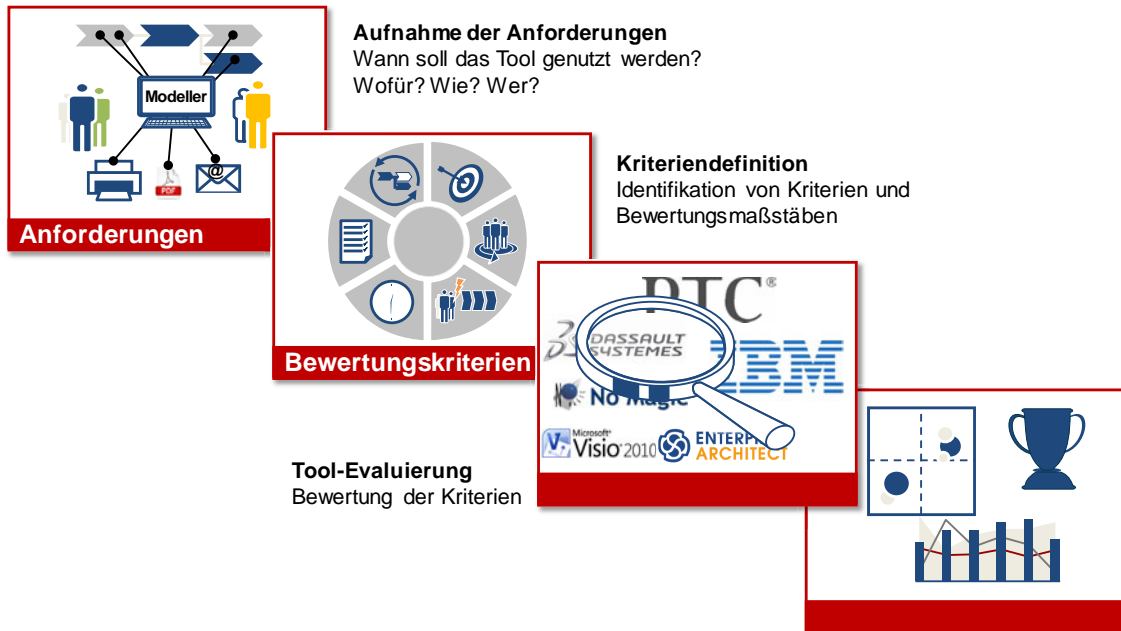 Aufnahme der Anforderungen
Wann soll das Tool genutzt werden?
Wofür? Wie? Wer?
Modeller
@
PDF
Anforderungen
Kriteriendefinition
Identifikation von Kriterien und
Bewertungsmaßstäben
Bewertungskriterien
PTC®
DASSAULT
SYSTEMES
IBM
No Magic
Microsoft®
Visio® 2010
ARCHITECT
Tool-Evaluierung
Bewertung der Kriterien